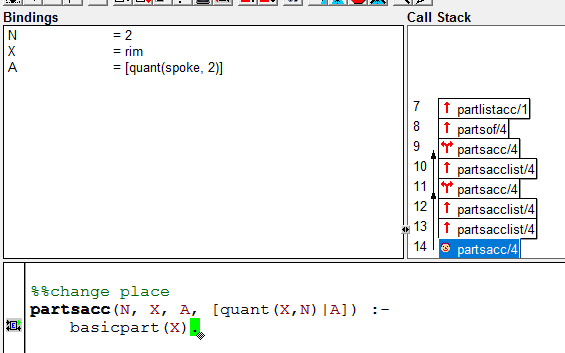 Bindings
Call Stack
N = 2
X = rim
A = [quant(spoke, 2)]
7 partlistacc/1
8 partsof/4
9 partsacc/4
10 partsacclist/4
11 partsacc/4
12 partsacclist/4
13 partsacclist/4
14 partsacc/4
%%change place
partsacc(N, X, A, [quant(X,N)|A]) :-
basicpart(X).